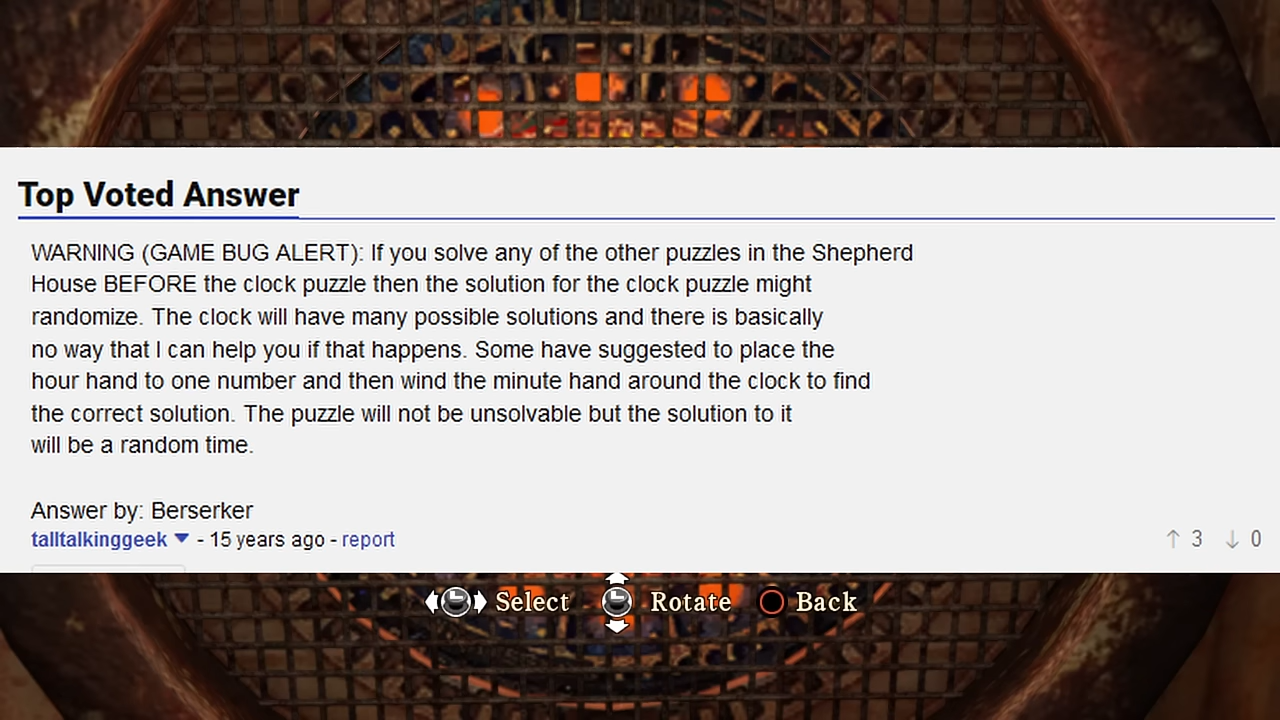 Top Voted Answer
WARNING (GAME BUG ALERT): If you solve any of the other puzzles in the Shepherd
House BEFORE the clock puzzle then the solution for the clock puzzle might
randomize. The clock will have many possible solutions and there is basically
no way that I can help you if that happens. Some have suggested to place the
hour hand to one number and then wind the minute hand around the clock to find
the correct solution. The puzzle will not be unsolvable but the solution to it
will be a random time.
Answer by: Berserker
talltalkinggeek - 15 years ago - report ↑ 3 ↓ 0
Select Rotate Back